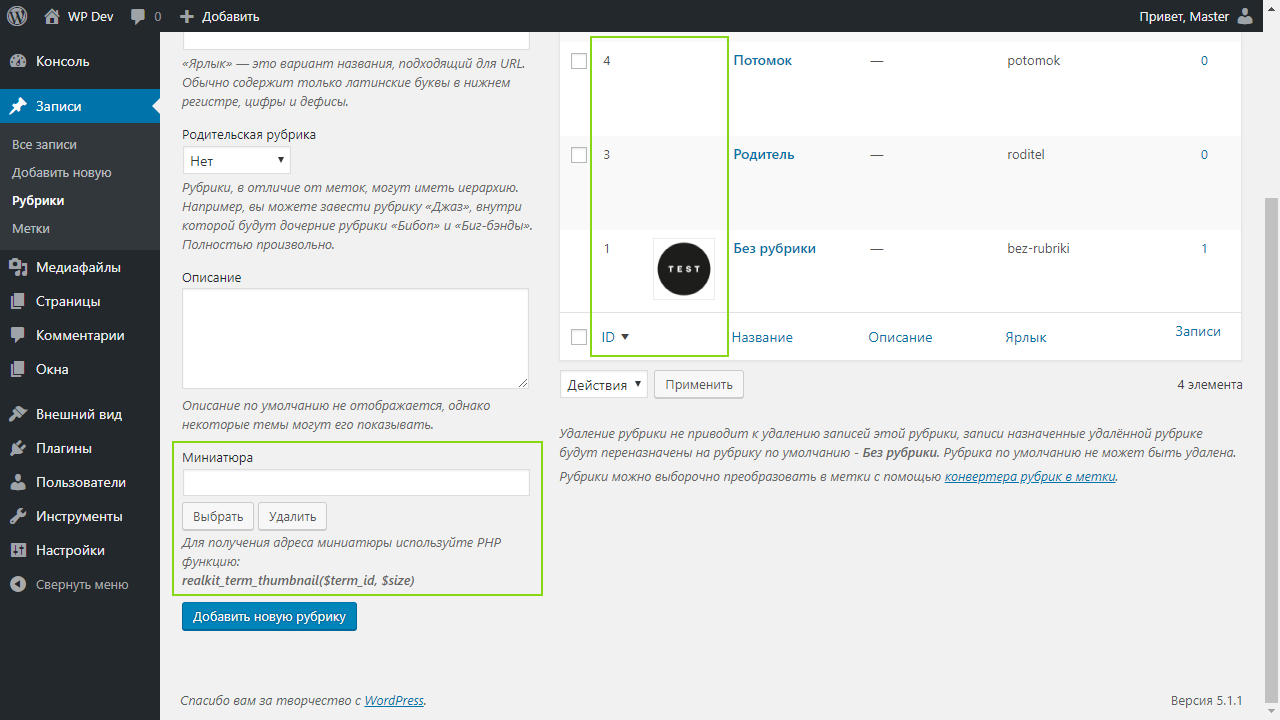 WP Dev
0
Добавить
Привет, Master
Консоль
Записи
Все записи
Добавить новую
Рубрики
Метки
Медиафайлы
Страницы
Комментарии
Окна
Внешний вид
Плагины
Пользователи
Инструменты
Настройки
Свернуть меню
«Ярлык» — это вариант названия, подходящий для URL.
Обычно содержит только латинские буквы в нижнем
регистре, цифры и дефисы.
Родительская рубрика
Нет
Рубрики, в отличие от меток, могут иметь иерархию.
Например, вы можете завести рубрику «Джаз», внутри
которой будут дочерние рубрики «Бибоп» и «Биг-бэнды».
Полностью произвольно.
Описание
Описание по умолчанию не отображается, однако
некоторые темы могут его показывать.
Миниатюра
Выбрать
Удалить
Для получения адреса миниатюры используйте PHP
функцию:
realkit_term_thumbnail($term_id, $size)
Добавить новую рубрику
4 Потомок — potomok 0
3 Родитель — roditel 0
1 TEST Без рубрики — bez-rubriki 1
ID Название Описание Ярлык Записи
Действия
Применить
4 элемента
Удаление рубрики не приводит к удалению записей этой рубрики, записи назначенные удалённой рубрике
будут переназначены на рубрику по умолчанию - Без рубрики. Рубрика по умолчанию не может быть удалена.
Рубрики можно выборочно преобразовать в метки с помощью конвертера рубрик в метки.
Спасибо вам за творчество с WordPress.
Версия 5.1.1